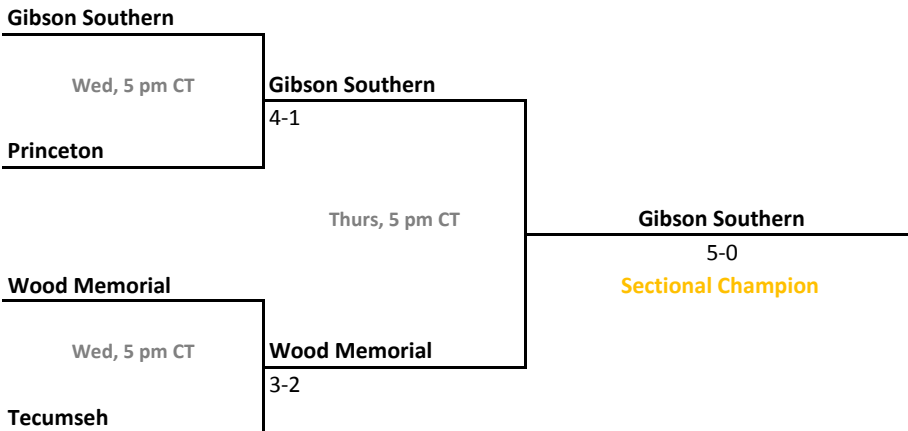 Gibson Southern
Wed, 5 pm CT
Gibson Southern
4-1
Princeton
Thurs, 5 pm CT
Gibson Southern
5-0
Sectional Champion
Wood Memorial
Wed, 5 pm CT
Wood Memorial
3-2
Tecumseh